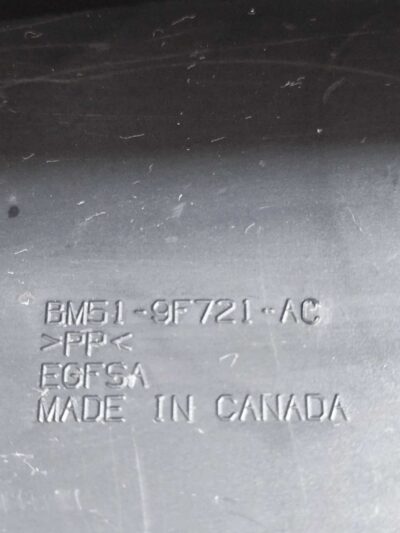 BM51-9F721-AC
>PP<
EGFSA
MADE IN CANADA